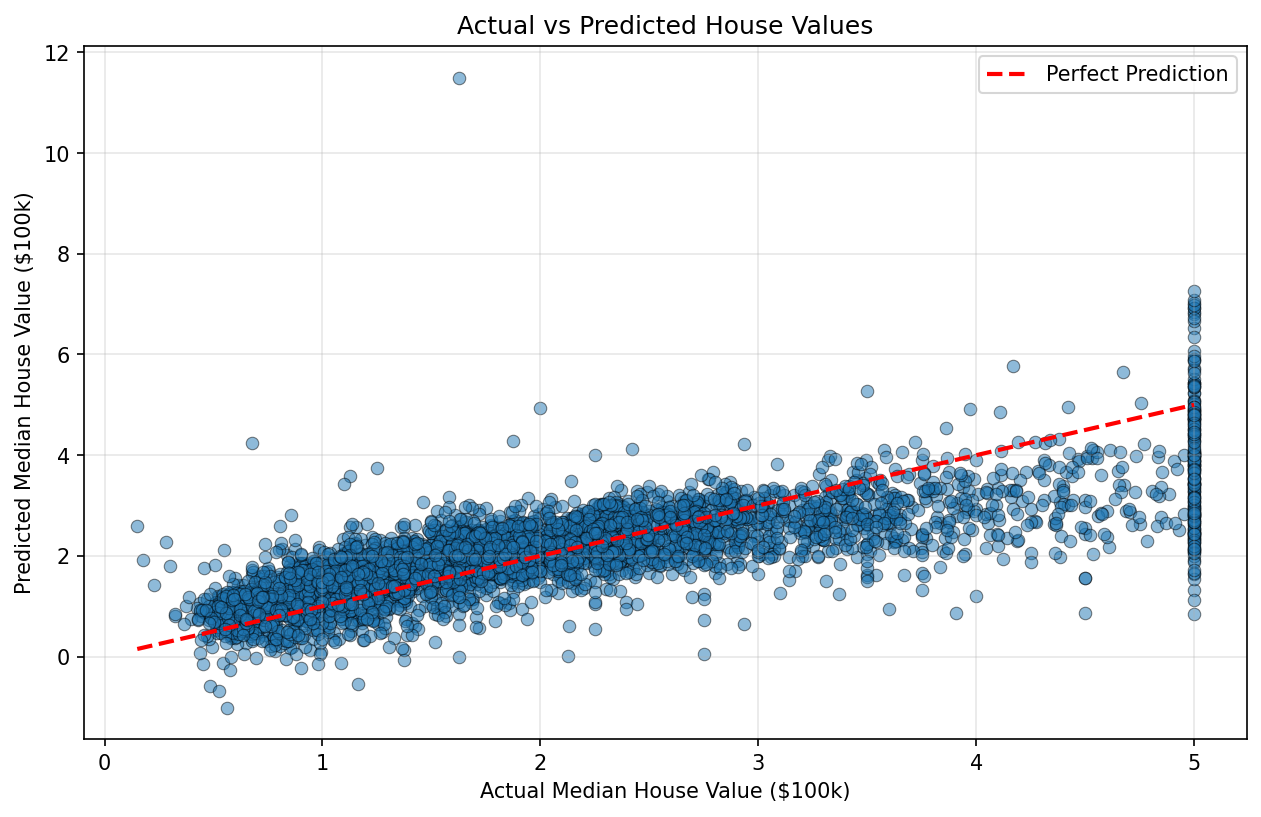 Actual vs Predicted House Values
Perfect Prediction
12
10
8
6
4
2
0
Predicted Median House Value ($100k)
0 1 2 3 4 5
Actual Median House Value ($100k)